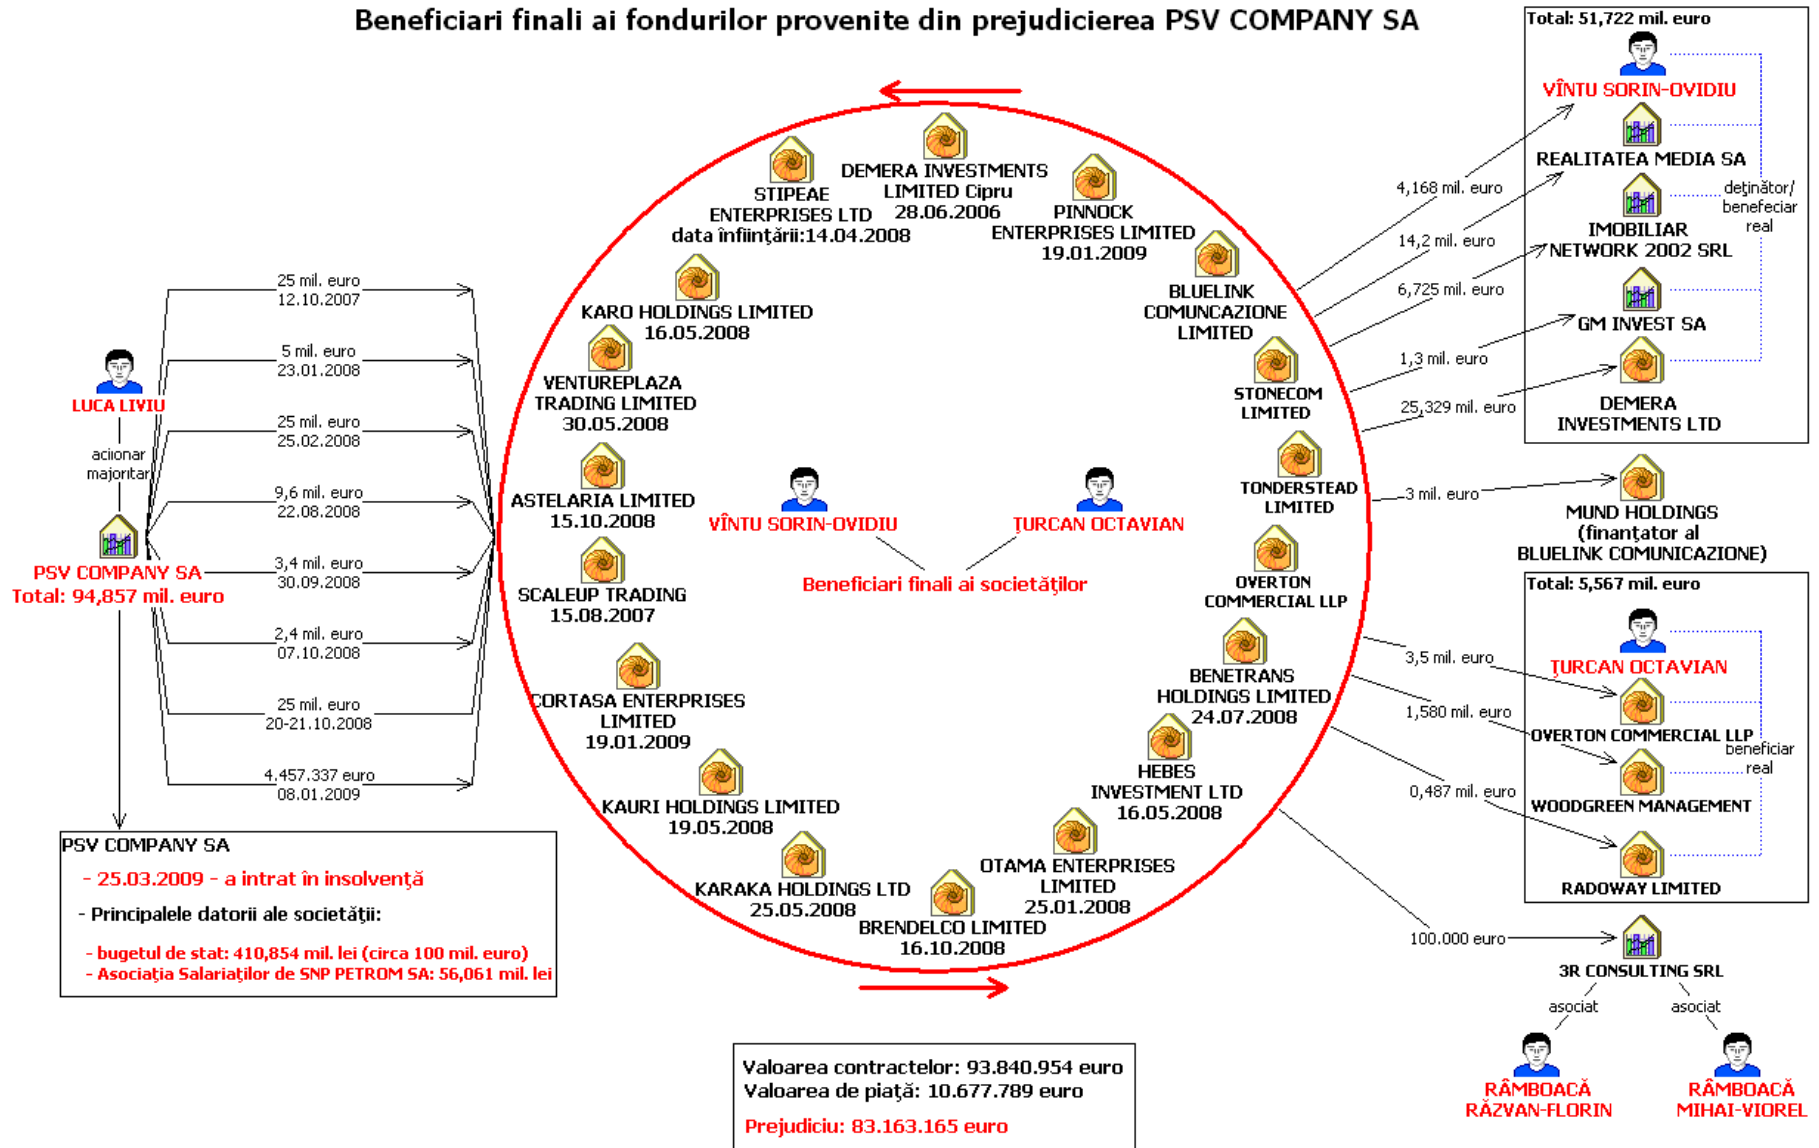 Beneficiari finali ai fondurilor provenite din prejudicierea PSV COMPANY SA
LUCA LIVIU
aciionar
majoritar
PSV COMPANY SA
Total: 94,857 mil. euro
25 mil. euro
12.10.2007
5 mil. euro
23.01.2008
25 mil. euro
25.02.2008
9,6 mil. euro
22.08.2008
3,4 mil. euro
30.09.2008
2,4 mil. euro
07.10.2008
25 mil. euro
20-21.10.2008
4.457.337 euro
08.01.2009
PSV COMPANY SA
- 25.03.2009 - a intrat în insolvenţă
- Principalele datorii ale societăţii:
- bugetul de stat: 410,854 mil. lei (circa 100 mil. euro)
- Asociaţia Salariaţilor de SNP PETROM SA: 56,061 mil. lei
DEMERA INVESTMENTS
LIMITED Cipru
28.06.2006
STIPEAE
ENTERPRISES LTD
data înfiinţării:14.04.2008
KARO HOLDINGS LIMITED
16.05.2008
VENTUREPLAZA
TRADING LIMITED
30.05.2008
ASTELARIA LIMITED
15.10.2008
SCALEUP TRADING
15.08.2007
CORTASA ENTERPRISES
LIMITED
19.01.2009
KAURI HOLDINGS LIMITED
19.05.2008
KARAKA HOLDINGS LTD
25.05.2008
BRENDELCO LIMITED
16.10.2008
OTAMA ENTERPRISES
LIMITED
25.01.2008
HEBES
INVESTMENT LTD
16.05.2008
BENETRANS
HOLDINGS LIMITED
24.07.2008
OVERTON
COMMERCIAL LLP
TONDERSTEAD
LIMITED
STONECOM
LIMITED
BLUELINK
COMUNCAZIONE
LIMITED
PINNOCK
ENTERPRISES LIMITED
19.01.2009
VÎNTU SORIN-OVIDIU
ŢURCAN OCTAVIAN
Beneficiari finali ai societăţilor
4,168 mil. euro
14,2 mil. euro
6,725 mil. euro
1,3 mil. euro
25,329 mil. euro
3 mil. euro
3,5 mil. euro
1,580 mil. euro
0,487 mil. euro
100.000 euro
Total: 51,722 mil. euro
VÎNTU SORIN-OVIDIU
REALITATEA MEDIA SA
deţinător/
benefeciar
real
IMOBILIAR
NETWORK 2002 SRL
GM INVEST SA
DEMERA
INVESTMENTS LTD
MUND HOLDINGS
(finanţator al
BLUELINK COMUNICAZIONE)
Total: 5,567 mil. euro
ŢURCAN OCTAVIAN
OVERTON COMMERCIAL LLP
beneficiar
real
WOODGREEN MANAGEMENT
RADOWAY LIMITED
3R CONSULTING SRL
asociat
asociat
RÂMBOACĂ
RĂZVAN-FLORIN
RÂMBOACĂ
MIHAI-VIOREL
Valoarea contractelor: 93.840.954 euro
Valoarea de piaţă: 10.677.789 euro
Prejudiciu: 83.163.165 euro